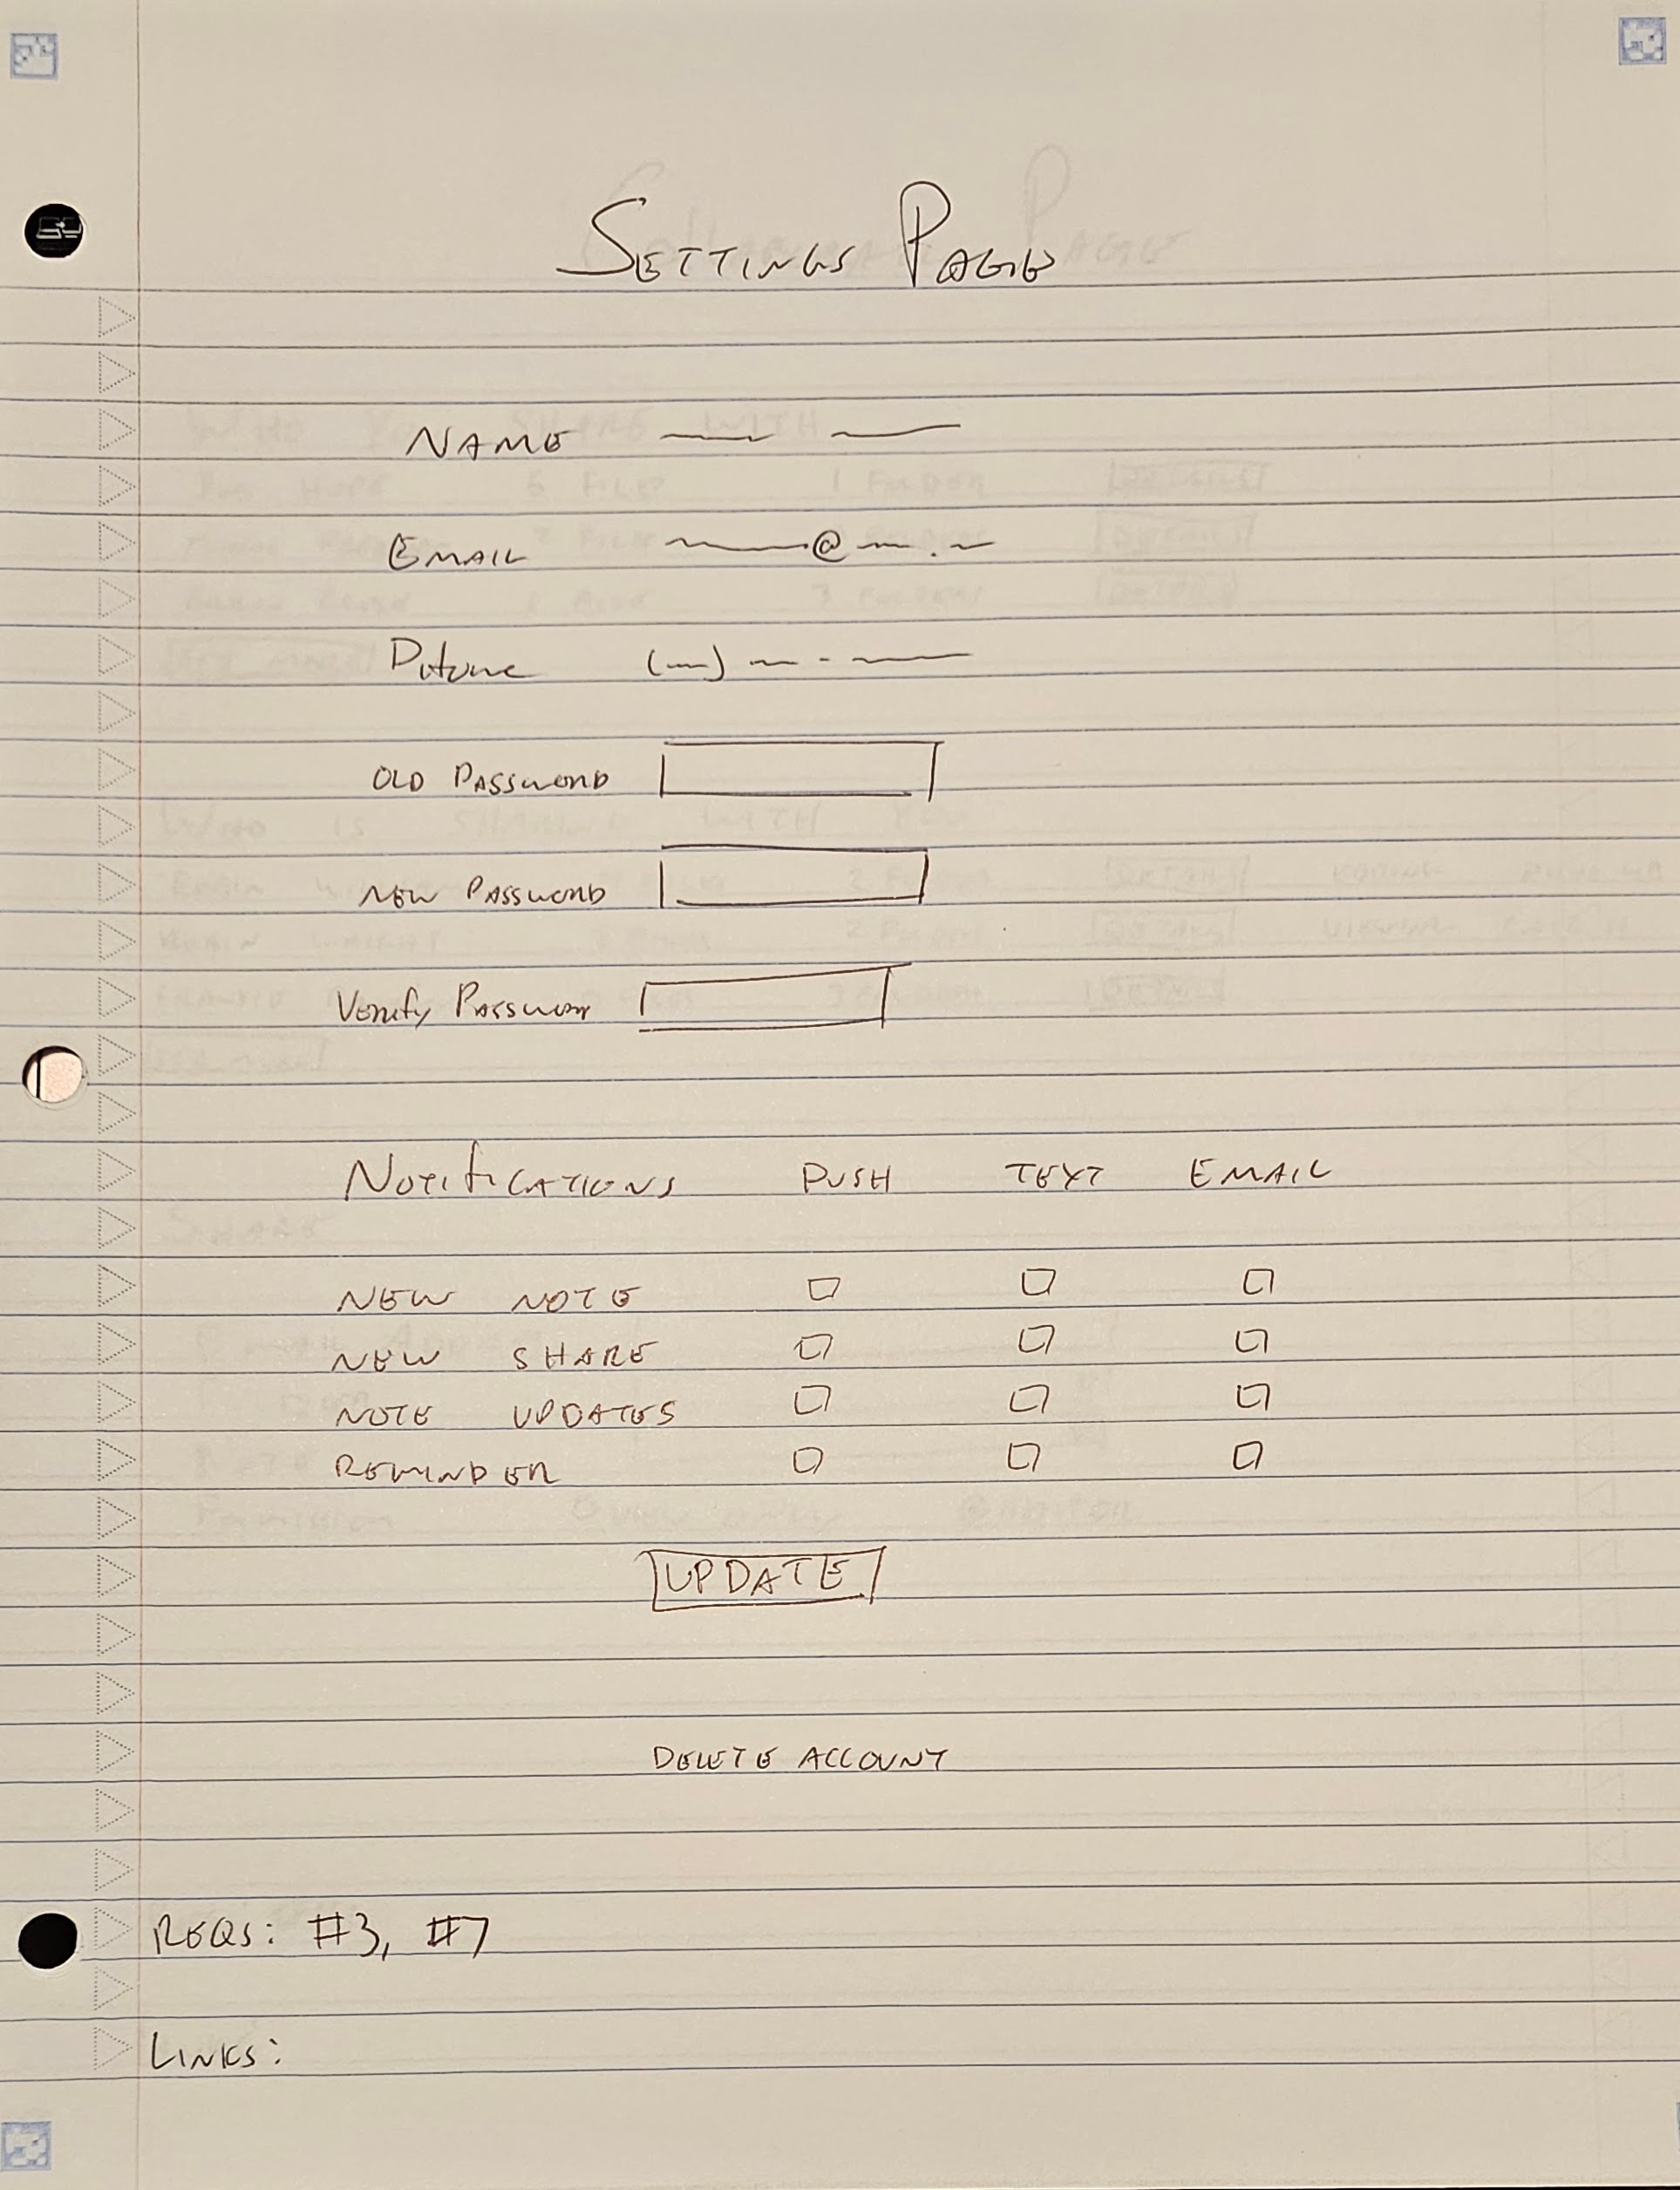 SETTINGS PAGE
NAME
EMAIL @ .
PHONE ( ) -
OLD PASSWORD
NEW PASSWORD
VERIFY PASSWORD
NOTIFICATIONS PUSH TEXT EMAIL
NEW NOTE
NEW SHARE
NOTE UPDATES
REMINDER
UPDATE
DELETE ACCOUNT
REQS: #3, #7
LINKS: